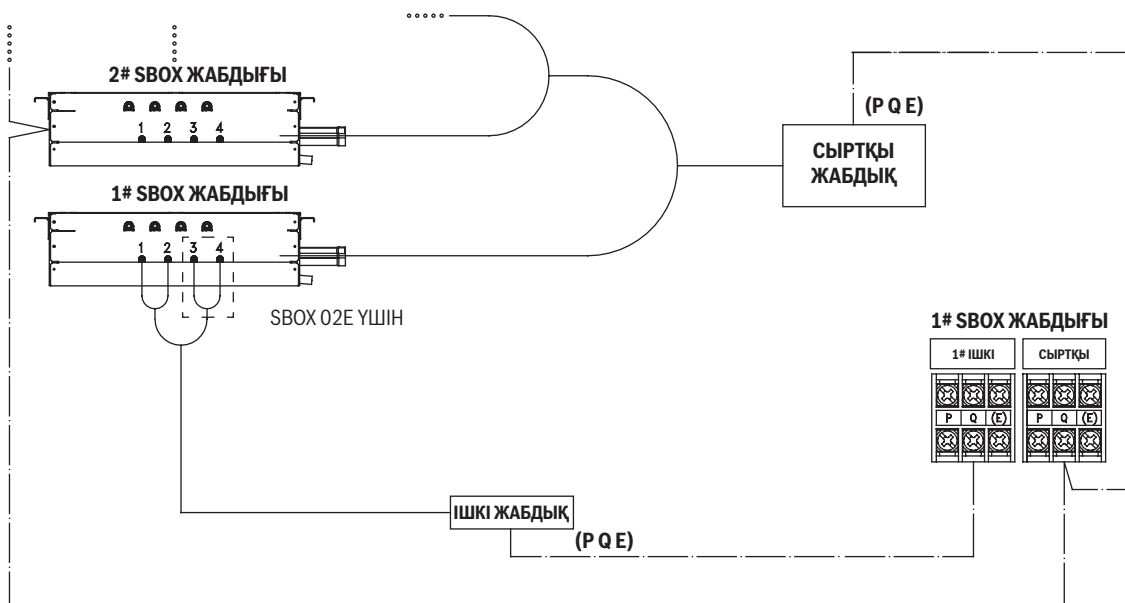 2# SBOX ЖАБДЫҒЫ
1 2 3 4
(P Q E)
СЫРТҚЫ
ЖАБДЫҚ
1# SBOX ЖАБДЫҒЫ
1 2 3 4
SBOX 02E ҮШІН
1# SBOX ЖАБДЫҒЫ
1# ІШКІ СЫРТҚЫ
P Q (E) P Q (E)
ІШКІ ЖАБДЫҚ
(P Q E)